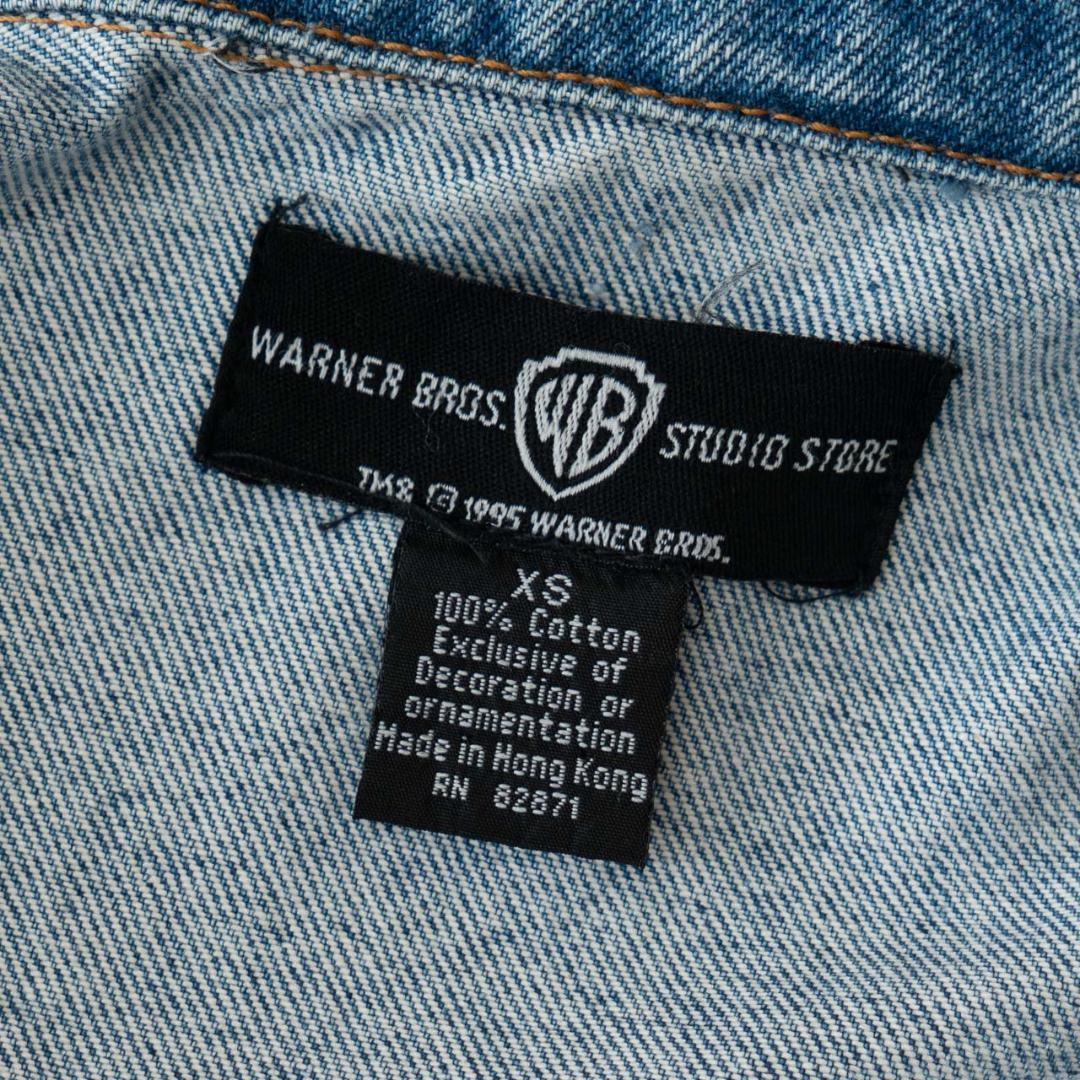 WARNER BROS. WB STUDIO STORE
TM& © 1995 WARNER BROS.
XS
100% Cotton
Exclusive of
Decoration or
ornamentation
Made in Hong Kong
RN 82871